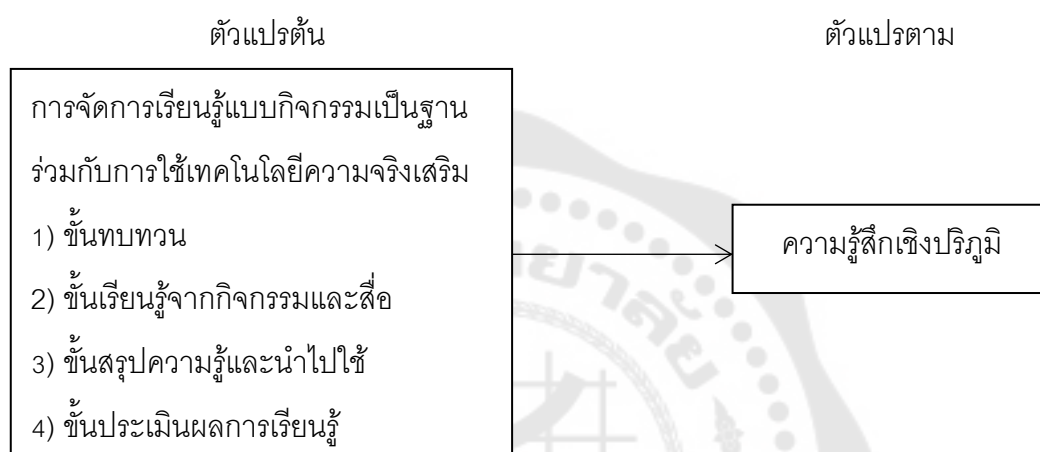 ตัวแปรต้น
ตัวแปรตาม
การจัดการเรียนรู้แบบกิจกรรมเป็นฐาน
ร่วมกับการใช้เทคโนโลยีความจริงเสริม
1) ขั้นทบทวน
2) ขั้นเรียนรู้จากกิจกรรมและสื่อ
3) ขั้นสรุปความรู้และนำไปใช้
4) ขั้นประเมินผลการเรียนรู้
ความรู้สึกเชิงปริภูมิ